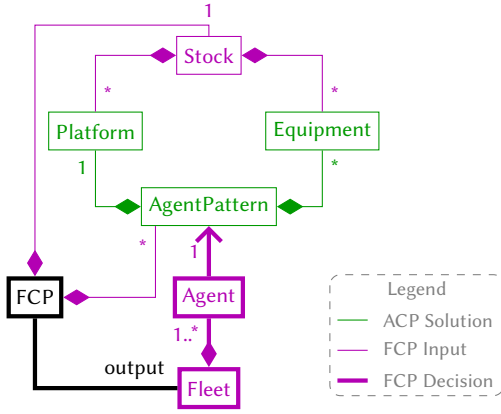 1
Stock
*
*
Platform
Equipment
1
*
AgentPattern
*
1
FCP
Agent
Legend
1..*
ACP Solution
FCP Input
output
Fleet
FCP Decision